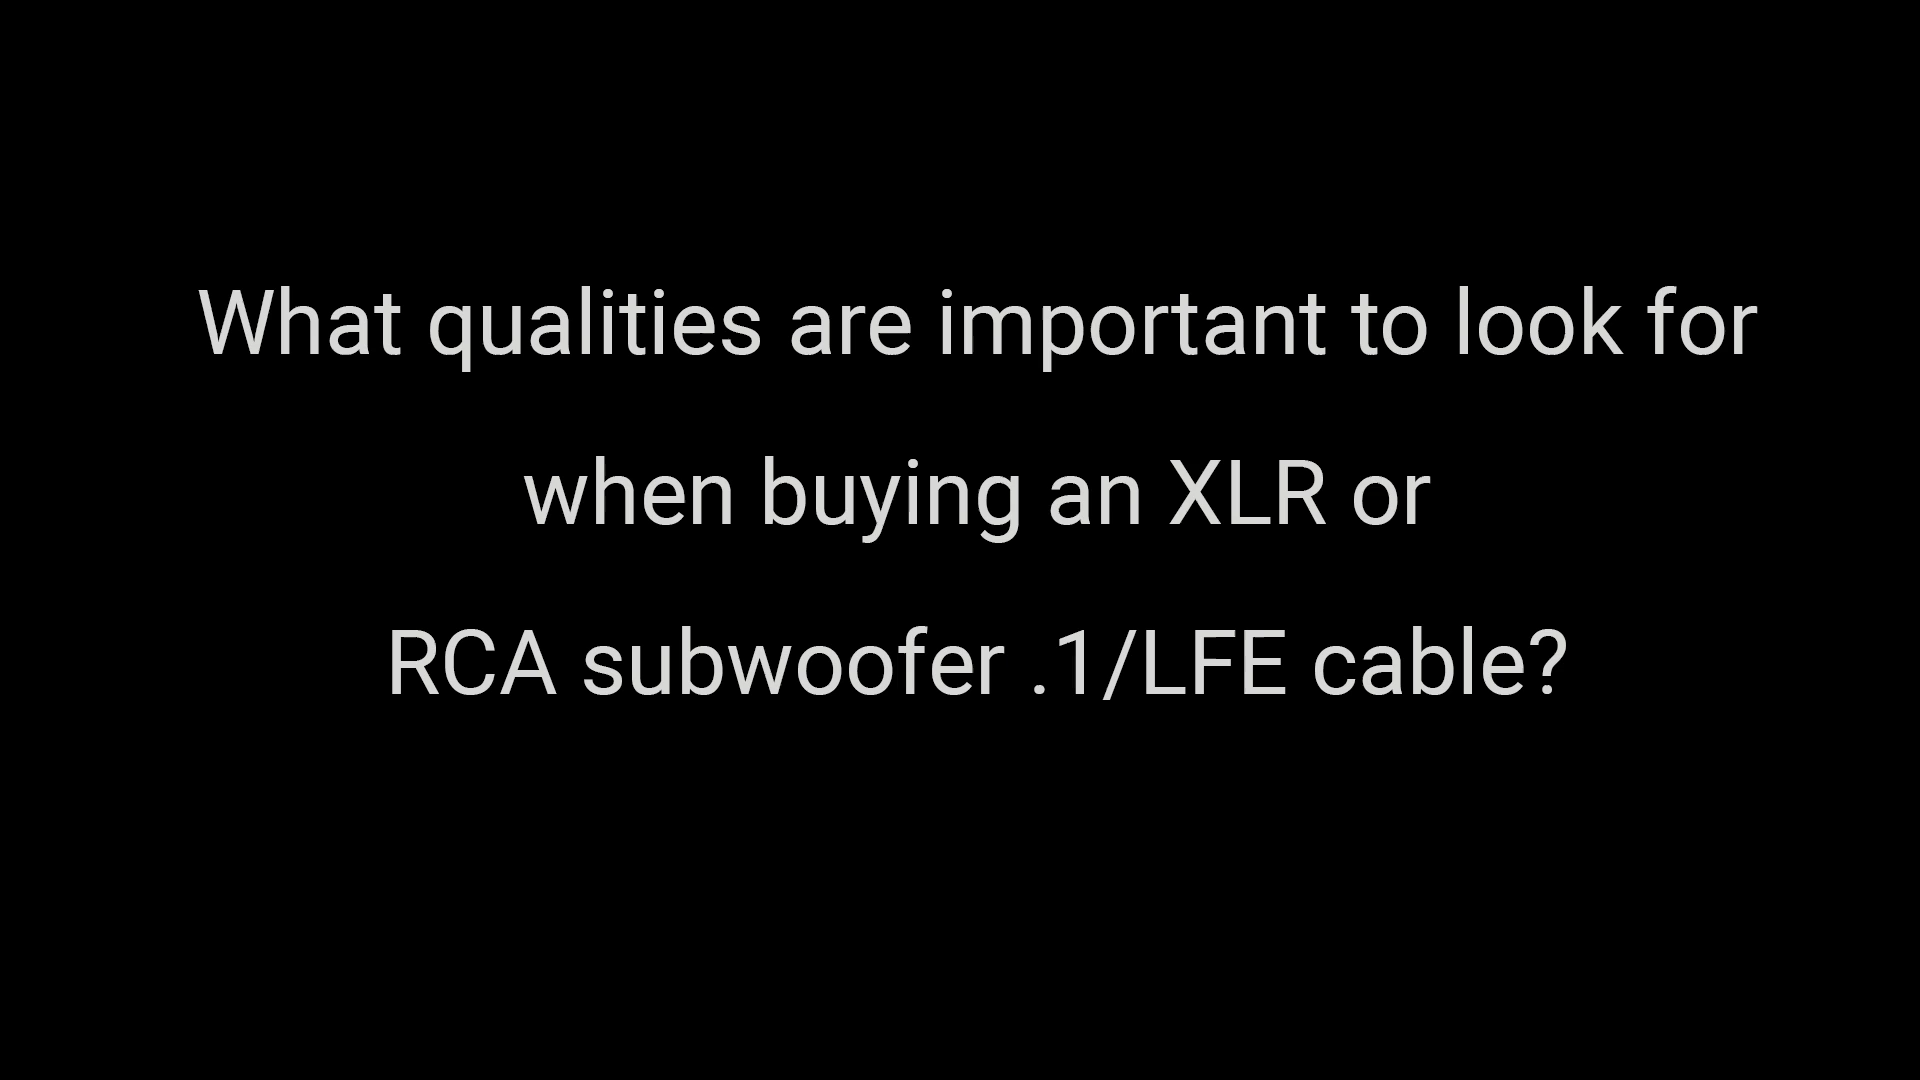 What qualities are important to look for
when buying an XLR or
RCA subwoofer .1/LFE cable?